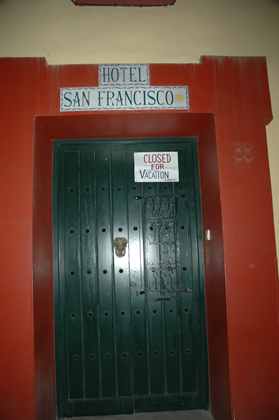 HOTEL
SAN FRANCISCO
CLOSED
FOR
VACATION